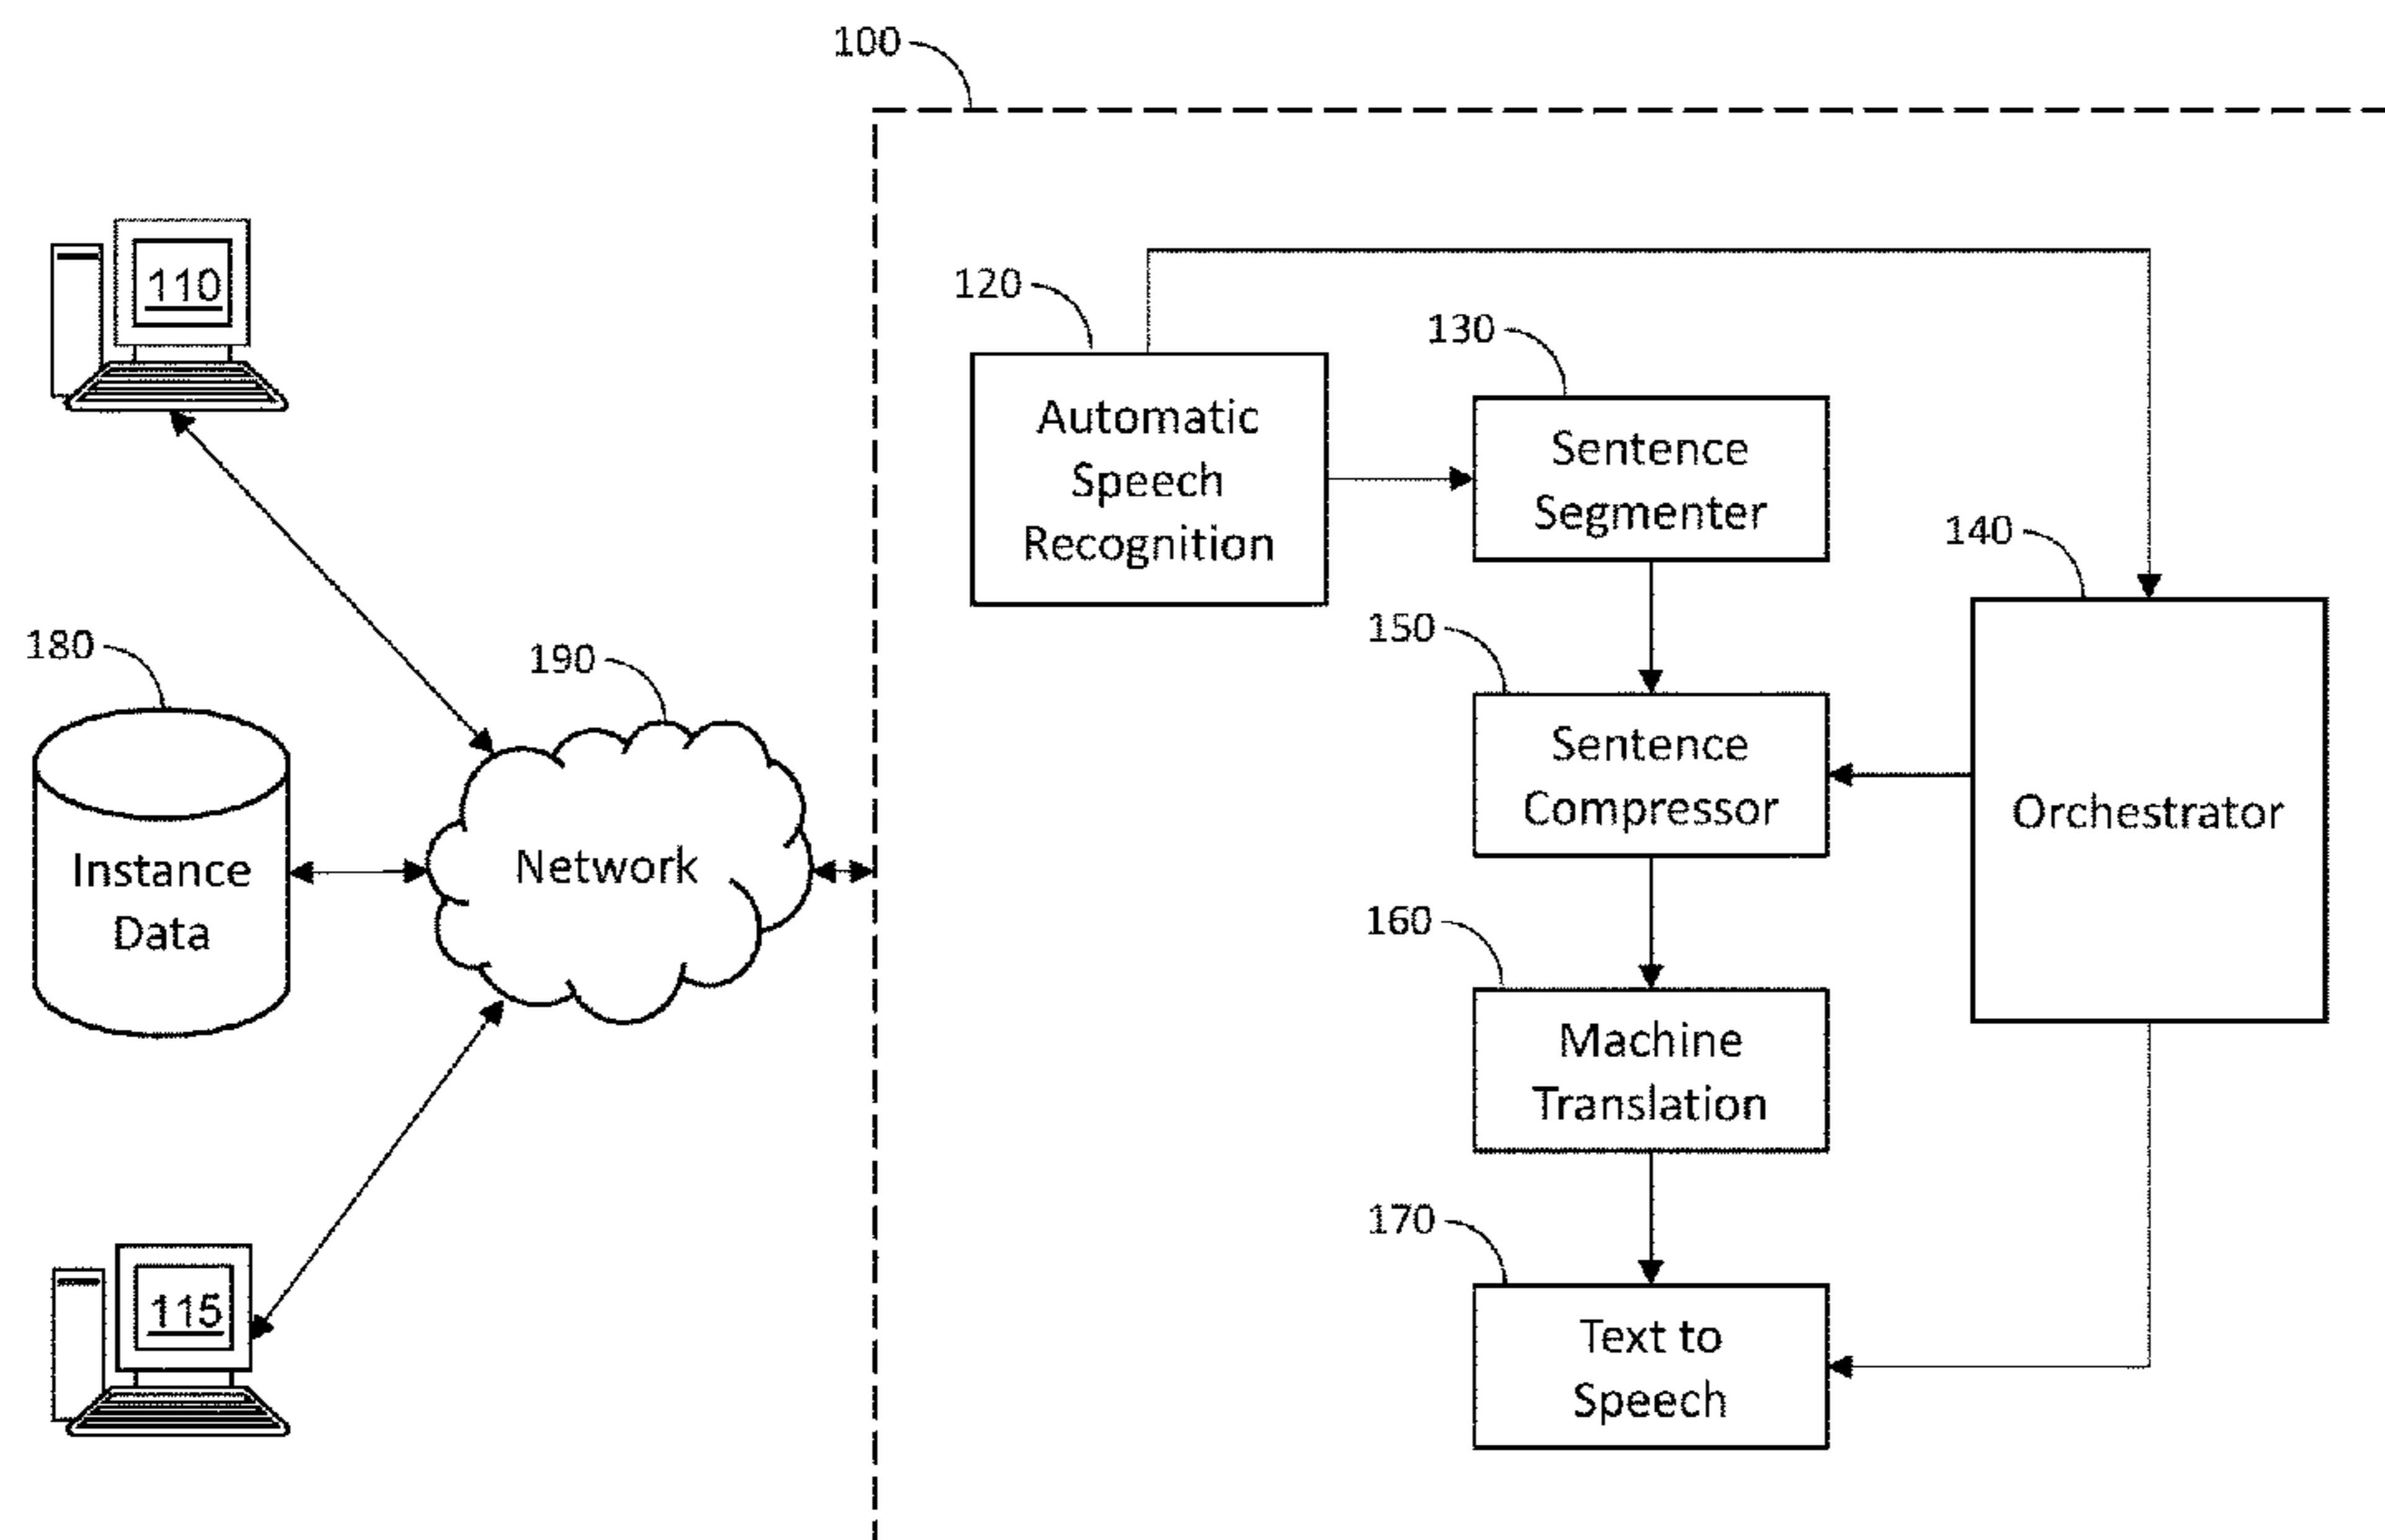 100
110
120
Automatic
Speech
Recognition
130
Sentence
Segmenter
140
Orchestrator
180
Instance
Data
190
Network
150
Sentence
Compressor
160
Machine
Translation
115
170
Text to
Speech